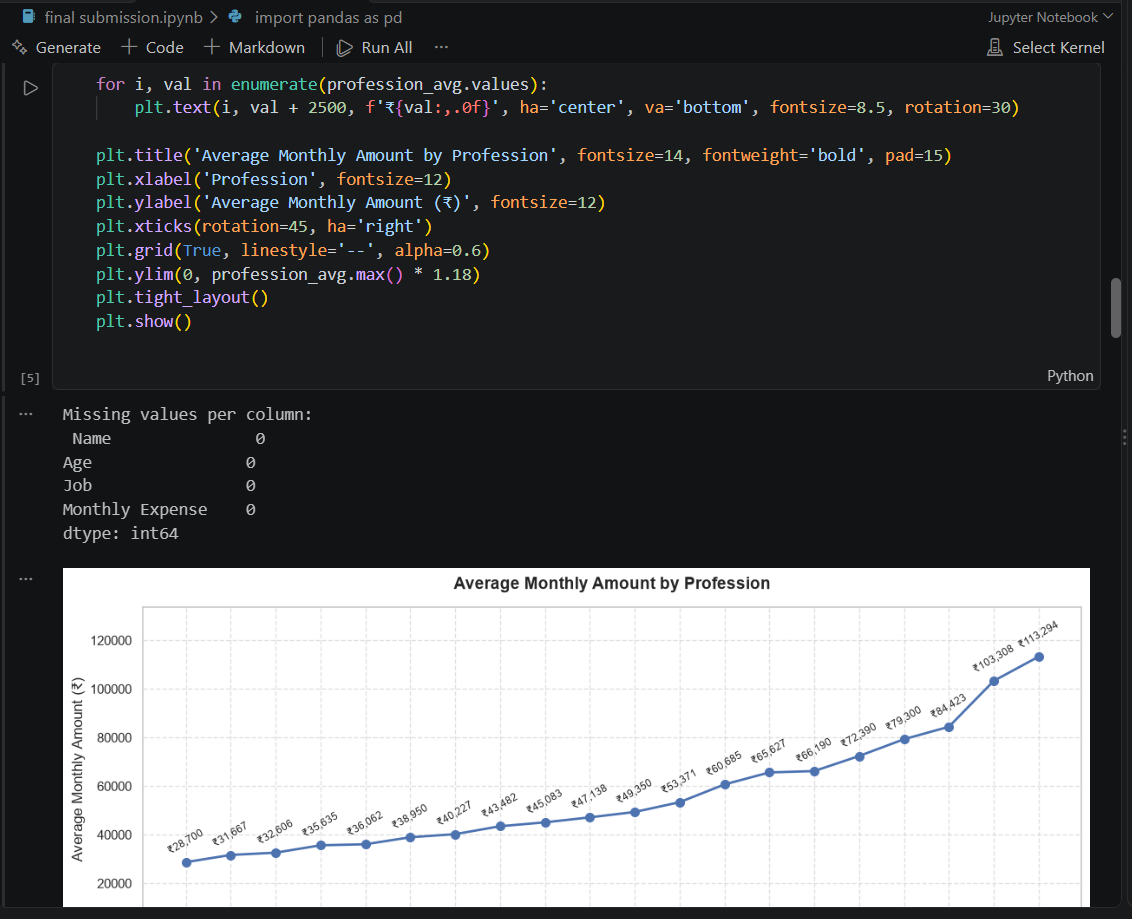 final submission.ipynb > import pandas as pd
Jupyter Notebook
Generate + Code + Markdown | Run All ...
Select Kernel
for i, val in enumerate(profession_avg.values):
    plt.text(i, val + 2500, f'₹{val:,.0f}', ha='center', va='bottom', fontsize=8.5, rotation=30)
plt.title('Average Monthly Amount by Profession', fontsize=14, fontweight='bold', pad=15)
plt.xlabel('Profession', fontsize=12)
plt.ylabel('Average Monthly Amount (₹)', fontsize=12)
plt.xticks(rotation=45, ha='right')
plt.grid(True, linestyle='--', alpha=0.6)
plt.ylim(0, profession_avg.max() * 1.18)
plt.tight_layout()
plt.show()
[5]
Python
Missing values per column:
Name 0
Age 0
Job 0
Monthly Expense 0
dtype: int64
Average Monthly Amount by Profession
Average Monthly Amount (₹)
120000
100000
80000
60000
40000
20000
₹28,700
₹31,667
₹32,606
₹35,635
₹36,062
₹38,950
₹40,227
₹43,482
₹45,083
₹47,138
₹49,350
₹53,371
₹60,685
₹65,627
₹66,190
₹72,390
₹79,300
₹84,423
₹103,308
₹113,294